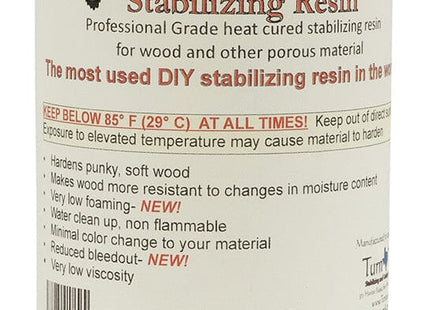 Stabilizing Resin
Professional Grade heat cured stabilizing resin
for wood and other porous material
The most used DIY stabilizing resin in the
KEEP BELOW 85° F (29° C) AT ALL TIMES! Keep out of direct
Exposure to elevated temperature may cause material to harden
• Hardens punky, soft wood
• Makes wood more resistant to changes in moisture content
• Very low foaming- NEW!
• Water clean up, non flammable
• Minimal color change to your material
• Reduced bleedout- NEW!
• Very low viscosity
Manufactured
Turn